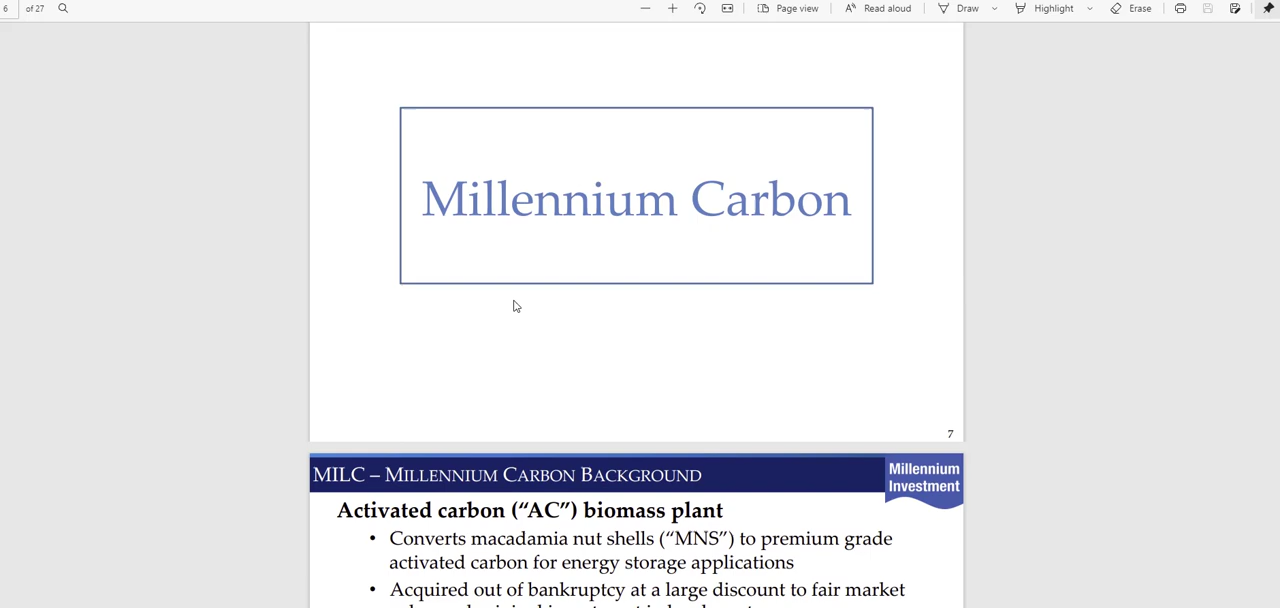 6 of 27 Page view Read aloud Draw Highlight Erase
Millennium Carbon
7
MILC – MILLENNIUM CARBON BACKGROUND
Millennium
Investment
Activated carbon (“AC”) biomass plant
• Converts macadamia nut shells (“MNS”) to premium grade
activated carbon for energy storage applications
• Acquired out of bankruptcy at a large discount to fair market